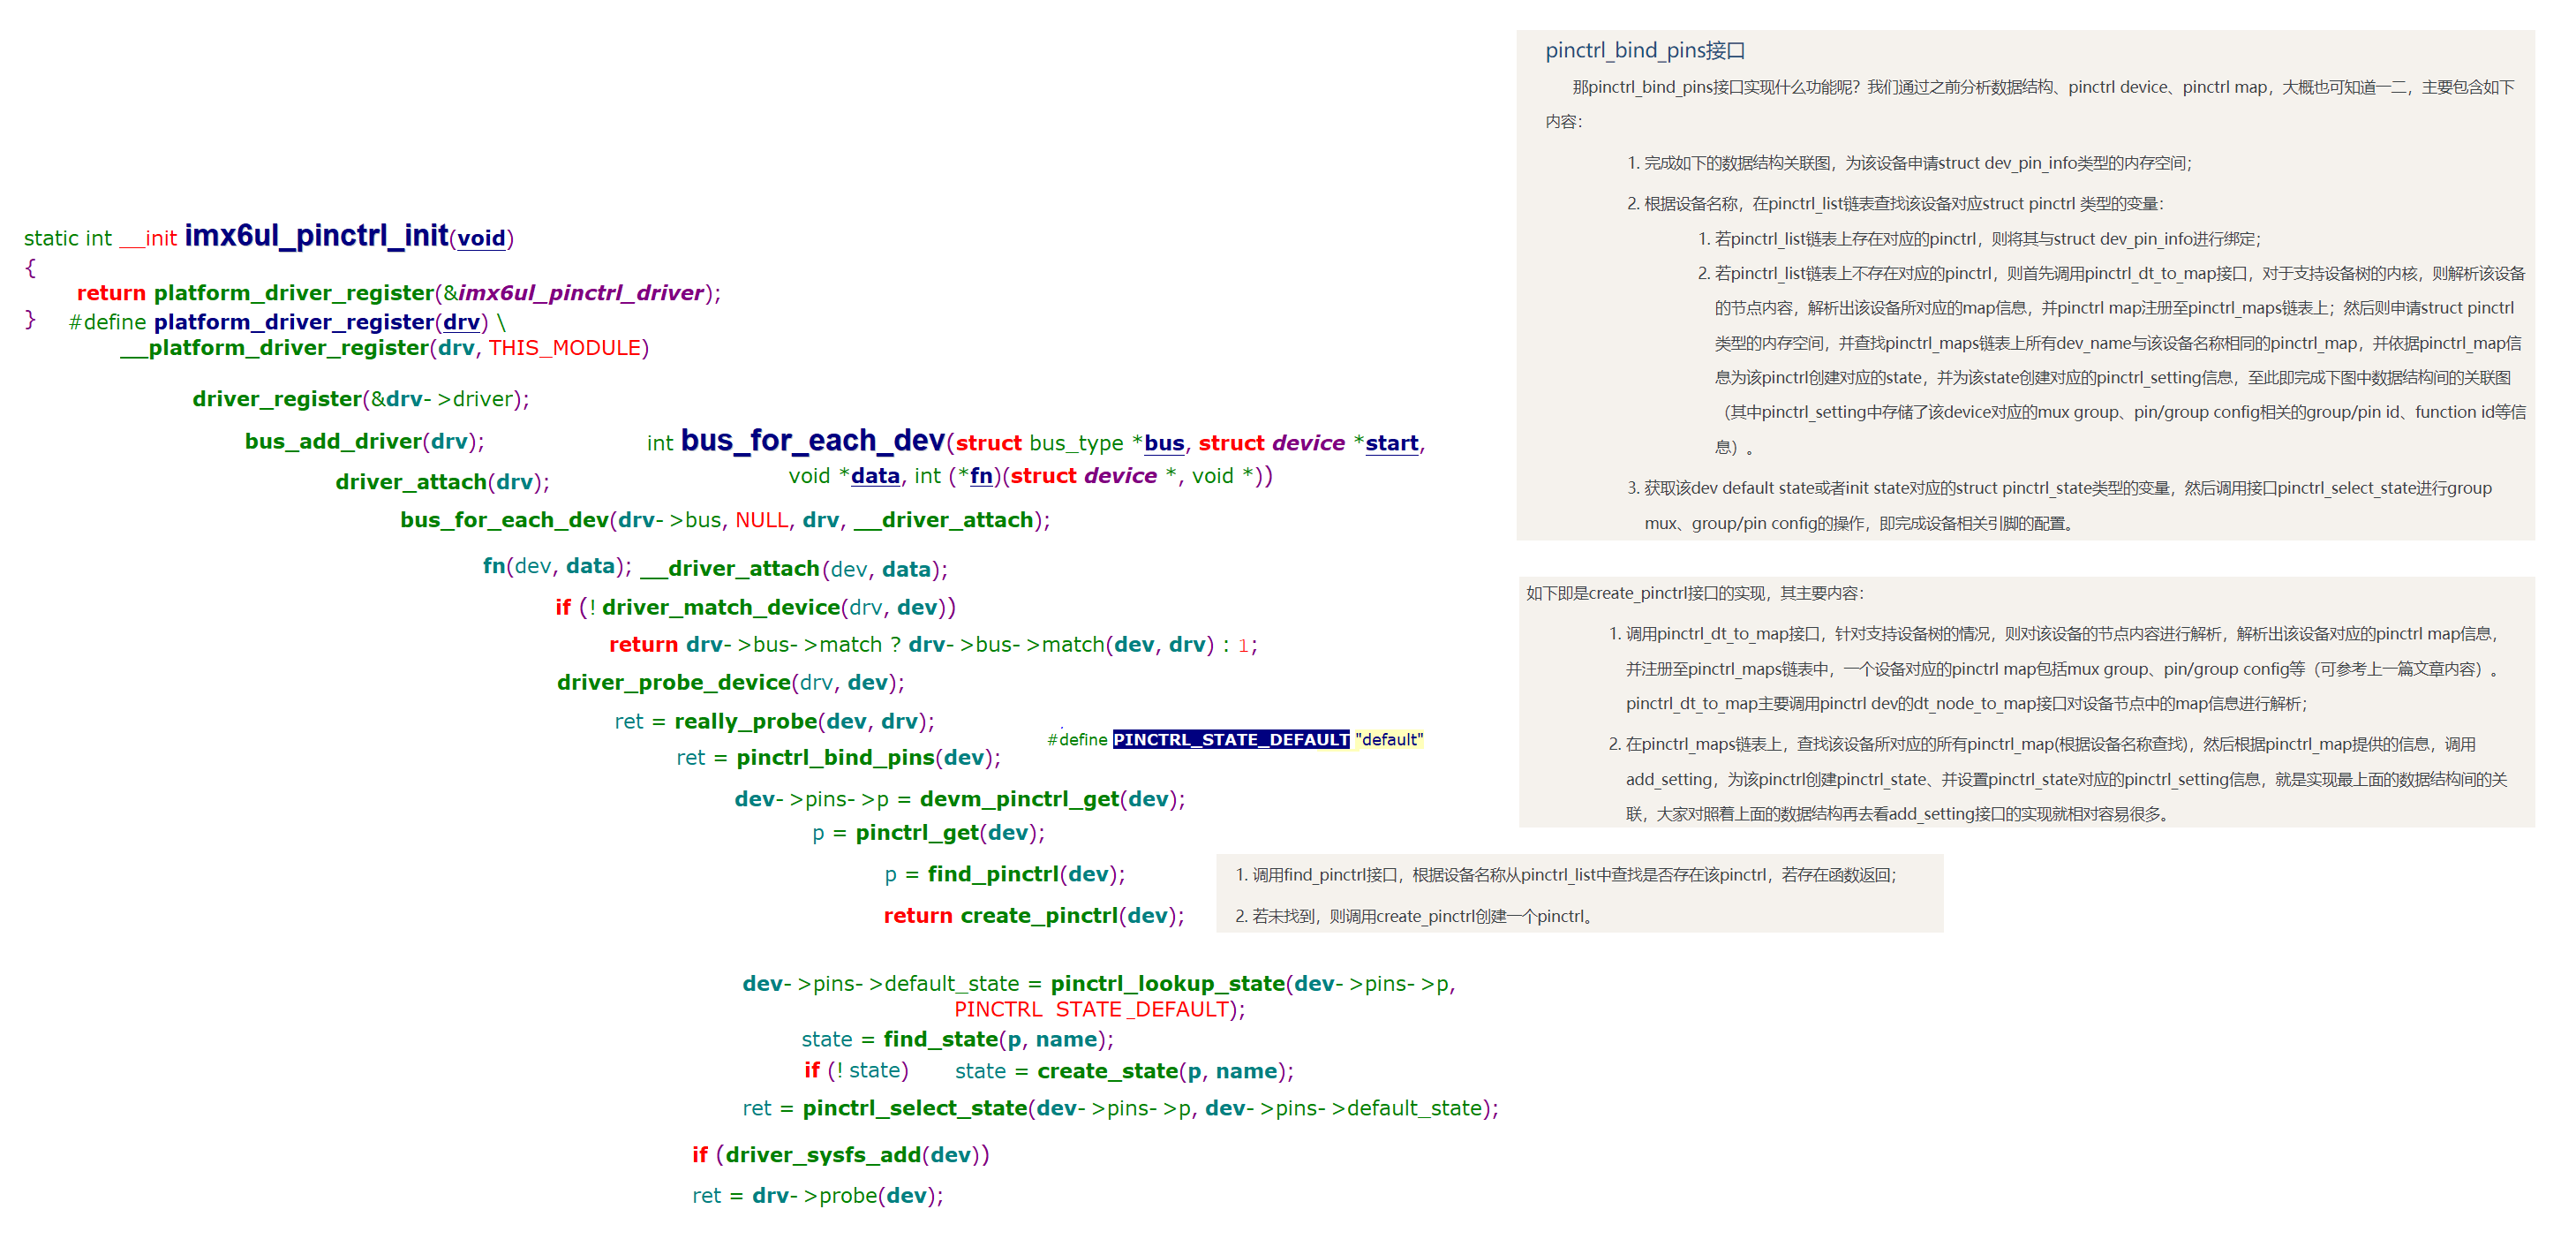 static int __init imx6ul_pinctrl_init(void)
{
return platform_driver_register(&imx6ul_pinctrl_driver);
} #define platform_driver_register(drv) \
__platform_driver_register(drv, THIS_MODULE)
driver_register(&drv->driver);
bus_add_driver(drv);
int bus_for_each_dev(struct bus_type *bus, struct device *start,
void *data, int (*fn)(struct device *, void *))
driver_attach(drv);
bus_for_each_dev(drv->bus, NULL, drv, __driver_attach);
fn(dev, data); __driver_attach(dev, data);
if (!driver_match_device(drv, dev))
return drv->bus->match ? drv->bus->match(dev, drv) : 1;
driver_probe_device(drv, dev);
ret = really_probe(dev, drv);
#define PINCTRL_STATE_DEFAULT "default"
ret = pinctrl_bind_pins(dev);
dev->pins->p = devm_pinctrl_get(dev);
p = pinctrl_get(dev);
p = find_pinctrl(dev);
return create_pinctrl(dev);
dev->pins->default_state = pinctrl_lookup_state(dev->pins->p,
PINCTRL_STATE_DEFAULT);
state = find_state(p, name);
if (!state) state = create_state(p, name);
ret = pinctrl_select_state(dev->pins->p, dev->pins->default_state);
if (driver_sysfs_add(dev))
ret = drv->probe(dev);
pinctrl_bind_pins接口
那pinctrl_bind_pins接口实现什么功能呢？我们通过之前分析数据结构、pinctrl device、pinctrl map，大概也可知道一二，主要包含如下
内容：
1. 完成如下的数据结构关联图，为该设备申请struct dev_pin_info类型的内存空间；
2. 根据设备名称，在pinctrl_list链表查找该设备对应struct pinctrl 类型的变量：
1. 若pinctrl_list链表上存在对应的pinctrl，则将其与struct dev_pin_info进行绑定；
2. 若pinctrl_list链表上不存在对应的pinctrl，则首先调用pinctrl_dt_to_map接口，对于支持设备树的内核，则解析该设备
的节点内容，解析出该设备所对应的map信息，并pinctrl map注册至pinctrl_maps链表上；然后则申请struct pinctrl
类型的内存空间，并查找pinctrl_maps链表上所有dev_name与该设备名称相同的pinctrl_map，并依据pinctrl_map信
息为该pinctrl创建对应的state，并为该state创建对应的pinctrl_setting信息，至此即完成下图中数据结构间的关联图
（其中pinctrl_setting中存储了该device对应的mux group、pin/group config相关的group/pin id、function id等信
息）。
3. 获取该dev default state或者init state对应的struct pinctrl_state类型的变量，然后调用接口pinctrl_select_state进行group
mux、group/pin config的操作，即完成设备相关引脚的配置。
如下即是create_pinctrl接口的实现，其主要内容：
1. 调用pinctrl_dt_to_map接口，针对支持设备树的情况，则对该设备的节点内容进行解析，解析出该设备对应的pinctrl map信息，
并注册至pinctrl_maps链表中，一个设备对应的pinctrl map包括mux group、pin/group config等（可参考上一篇文章内容）。
pinctrl_dt_to_map主要调用pinctrl dev的dt_node_to_map接口对设备节点中的map信息进行解析；
2. 在pinctrl_maps链表上，查找该设备所对应的所有pinctrl_map(根据设备名称查找)，然后根据pinctrl_map提供的信息，调用
add_setting，为该pinctrl创建pinctrl_state、并设置pinctrl_state对应的pinctrl_setting信息，就是实现最上面的数据结构间的关
联，大家对照着上面的数据结构再去看add_setting接口的实现就相对容易很多。
1. 调用find_pinctrl接口，根据设备名称从pinctrl_list中查找是否存在该pinctrl，若存在函数返回；
2. 若未找到，则调用create_pinctrl创建一个pinctrl。